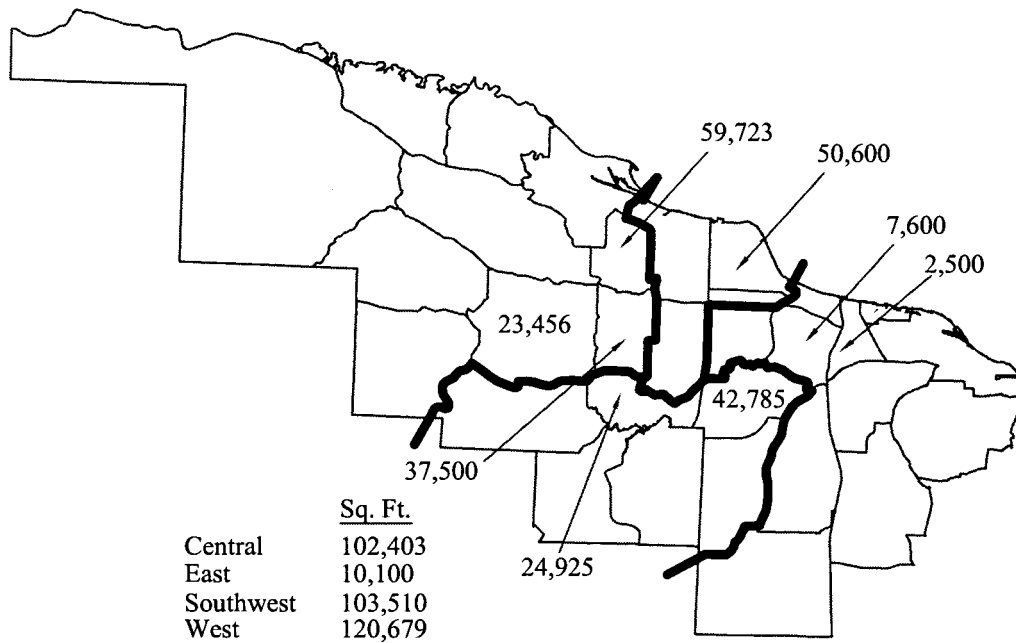 59,723
50,600
7,600
2,500
23,456
42,785
37,500
24,925
Sq. Ft.
Central 102,403
East 10,100
Southwest 103,510
West 120,679